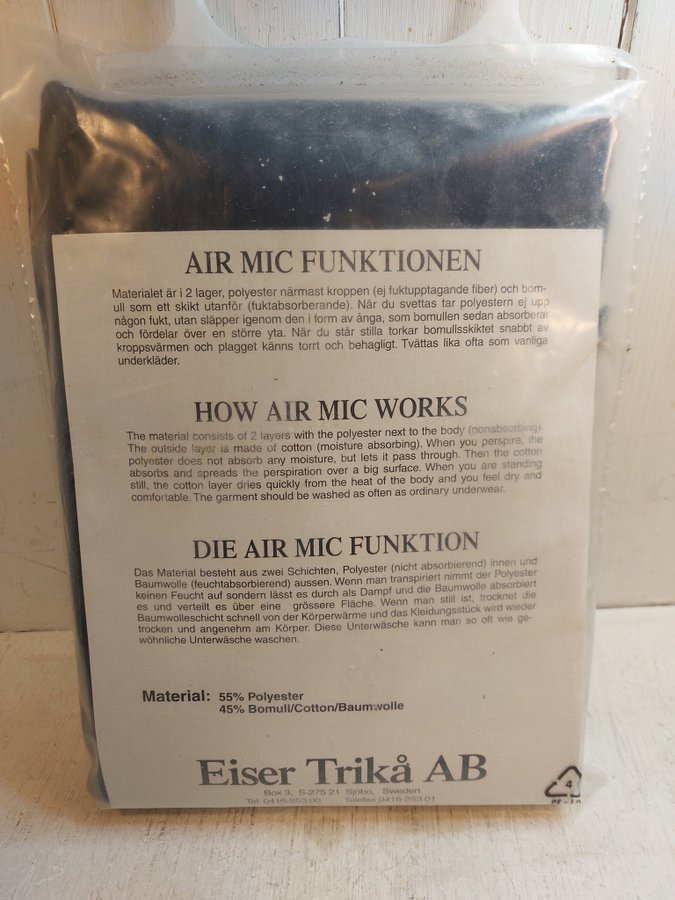 AIR MIC FUNKTIONEN
Materialet är i 2 lager, polyester närmast kroppen (ej fuktupptagande fiber) och bom-
ull som ett skikt utanför (fuktabsorberande). När du svettas tar polyestern ej upp
någon fukt, utan släpper igenom den i form av ånga, som bomullen sedan absorberar
och fördelar över en större yta. När du står stilla torkar bomullsskiktet snabbt av
kroppsvärmen och plagget känns torrt och behagligt. Tvättas lika ofta som vanliga
underkläder.
HOW AIR MIC WORKS
The material consists of 2 layers with the polyester next to the body (nonabsorbing).
The outside layer is made of cotton (moisture absorbing). When you perspire, the
polyester does not absorb any moisture, but lets it pass through. Then the cotton
absorbs and spreads the perspiration over a big surface. When you are standing
still, the cotton layer dries quickly from the heat of the body and you feel dry and
comfortable. The garment should be washed as often as ordinary underwear.
DIE AIR MIC FUNKTION
Das Material besteht aus zwei Schichten, Polyester (nicht absorbierend) innen und
Baumwolle (feuchtabsorbierend) aussen. Wenn man transpiriert nimmt der Polyester
keinen Feucht auf sondern lässt es durch als Dampf und die Baumwolle absorbiert
es und verteilt es über eine grössere Fläche. Wenn man still ist, trocknet die
Baumwolleschicht schnell von der Körperwärme und das Kleidungsstück wird wieder
trocken und angenehm am Körper. Diese Unterwäsche kann man so oft wie ge-
wöhnliche Unterwäsche waschen.
Material: 55% Polyester
45% Bomull/Cotton/Baumwolle
Eiser Trikå AB
Box 3, S-275 21 Sjöbo, Sweden
Tel. 0416-253 00 Telefax 0416-253 01
4
PE-LD